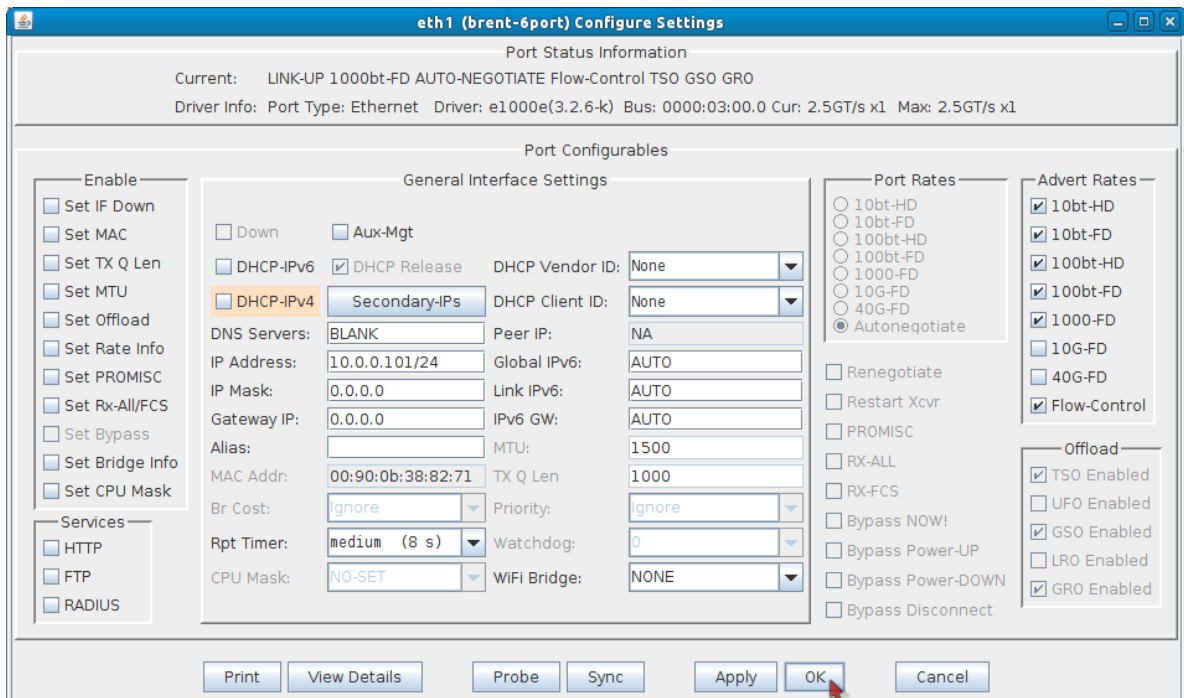 eth1 (brent-6port) Configure Settings
Port Status Information
Current: LINK-UP 1000bt-FD AUTO-NEGOTIATE Flow-Control TSO GSO GRO
Driver Info: Port Type: Ethernet Driver: e1000e(3.2.6-k) Bus: 0000:03:00.0 Cur: 2.5GT/s x1 Max: 2.5GT/s x1
Port Configurables
Enable
Set IF Down
Set MAC
Set TX Q Len
Set MTU
Set Offload
Set Rate Info
Set PROMISC
Set Rx-All/FCS
Set Bypass
Set Bridge Info
Set CPU Mask
Services
HTTP
FTP
RADIUS
General Interface Settings
Down Aux-Mgt
DHCP-IPv6 DHCP Release DHCP Vendor ID: None
DHCP-IPv4 Secondary-IPs DHCP Client ID: None
DNS Servers: BLANK Peer IP: NA
IP Address: 10.0.0.101/24 Global IPv6: AUTO
IP Mask: 0.0.0.0 Link IPv6: AUTO
Gateway IP: 0.0.0.0 IPv6 GW: AUTO
Alias: MTU: 1500
MAC Addr: 00:90:0b:38:82:71 TX Q Len 1000
Br Cost: Ignore Priority: Ignore
Rpt Timer: medium (8 s) Watchdog: 0
CPU Mask: NO-SET WiFi Bridge: NONE
Port Rates
10bt-HD
10bt-FD
100bt-HD
100bt-FD
1000-FD
10G-FD
40G-FD
Autonegotiate
Renegotiate
Restart Xcvr
PROMISC
RX-ALL
RX-FCS
Bypass NOW!
Bypass Power-UP
Bypass Power-DOWN
Bypass Disconnect
Advert Rates
10bt-HD
10bt-FD
100bt-HD
100bt-FD
1000-FD
10G-FD
40G-FD
Flow-Control
Offload
TSO Enabled
UFO Enabled
GSO Enabled
LRO Enabled
GRO Enabled
Print View Details Probe Sync Apply OK Cancel